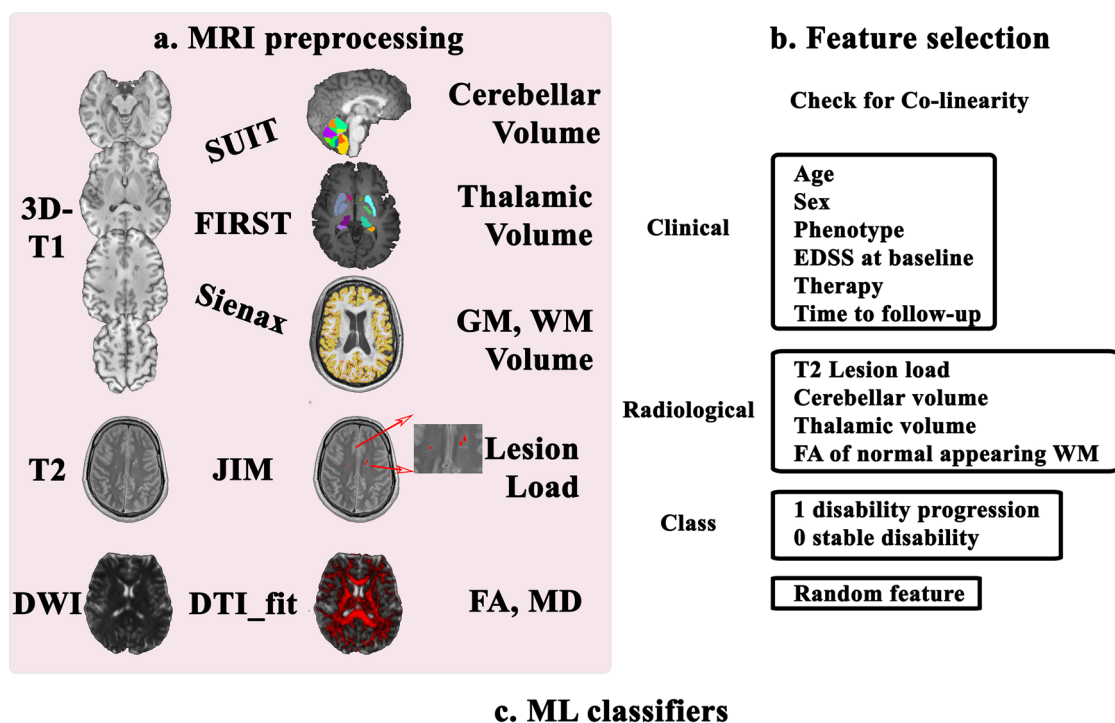 a. MRI preprocessing
3D-
T1
SUIT
Cerebellar
Volume
FIRST
Thalamic
Volume
Sienax
GM, WM
Volume
T2
JIM
Lesion
Load
DWI
DTI_fit
FA, MD
b. Feature selection
Check for Co-linearity
Clinical
Age
Sex
Phenotype
EDSS at baseline
Therapy
Time to follow-up
Radiological
T2 Lesion load
Cerebellar volume
Thalamic volume
FA of normal appearing WM
Class
1 disability progression
0 stable disability
Random feature
c. ML classifiers